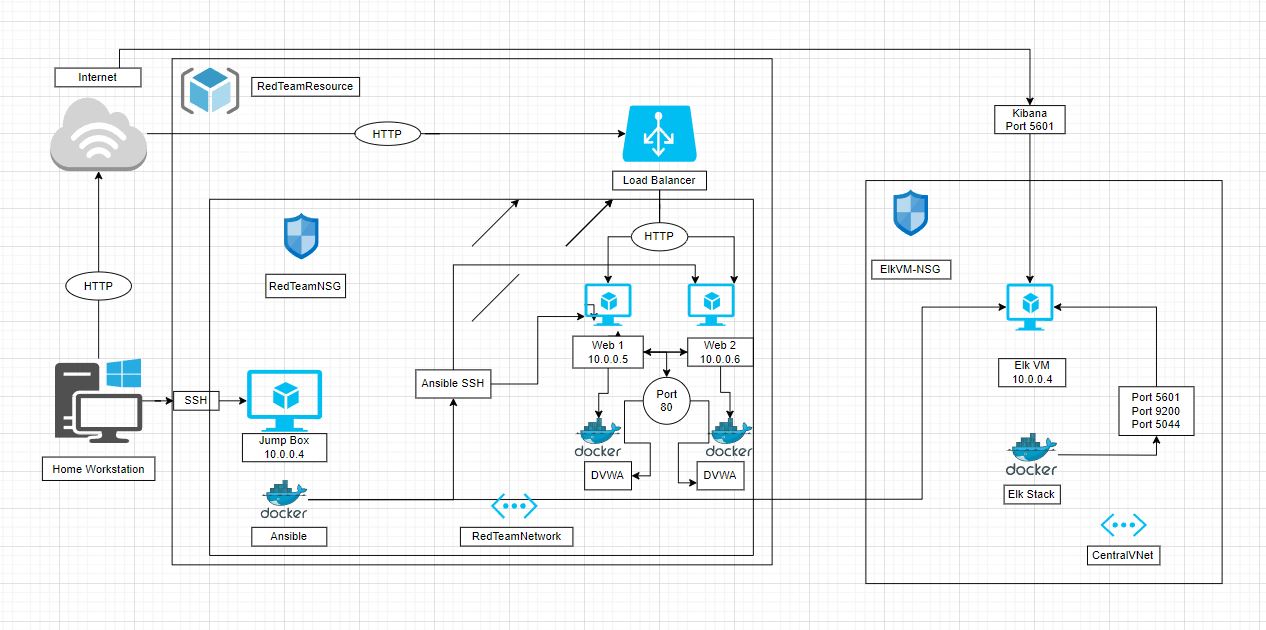 Internet
RedTeamResource
Kibana
Port 5601
HTTP
Load Balancer
HTTP
ElkVM-NSG
HTTP
RedTeamNSG
Web 1
10.0.0.5
Web 2
10.0.0.6
Elk VM
10.0.0.4
Ansible SSH
Port
80
SSH
Port 5601
Port 9200
Port 5044
Jump Box
10.0.0.4
docker
docker
Home Workstation
DVWA
DVWA
docker
Elk Stack
docker
Ansible
RedTeamNetwork
CentralVNet